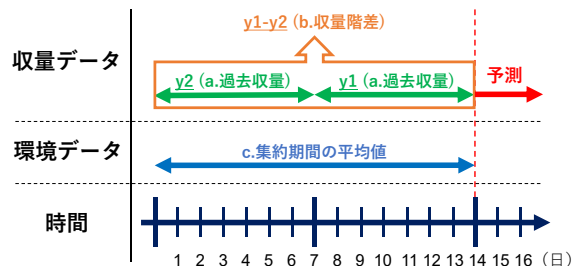 y1-y2 (b.収量階差)
収量データ
y2 (a.過去収量)
y1 (a.過去収量)
予測
環境データ
c.集約期間の平均値
時間
1 2 3 4 5 6 7 8 9 10 11 12 13 14 15 16 (日)